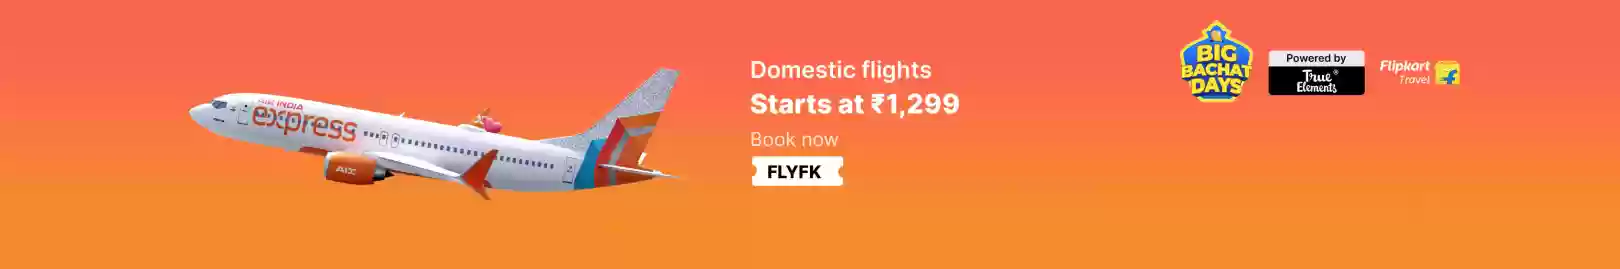 AIR INDIA
express
AIX
Domestic flights
Starts at ₹1,299
Book now
FLYFK
BIG
BACHAT
DAYS
Powered by
True®
Elements
Flipkart
Travel